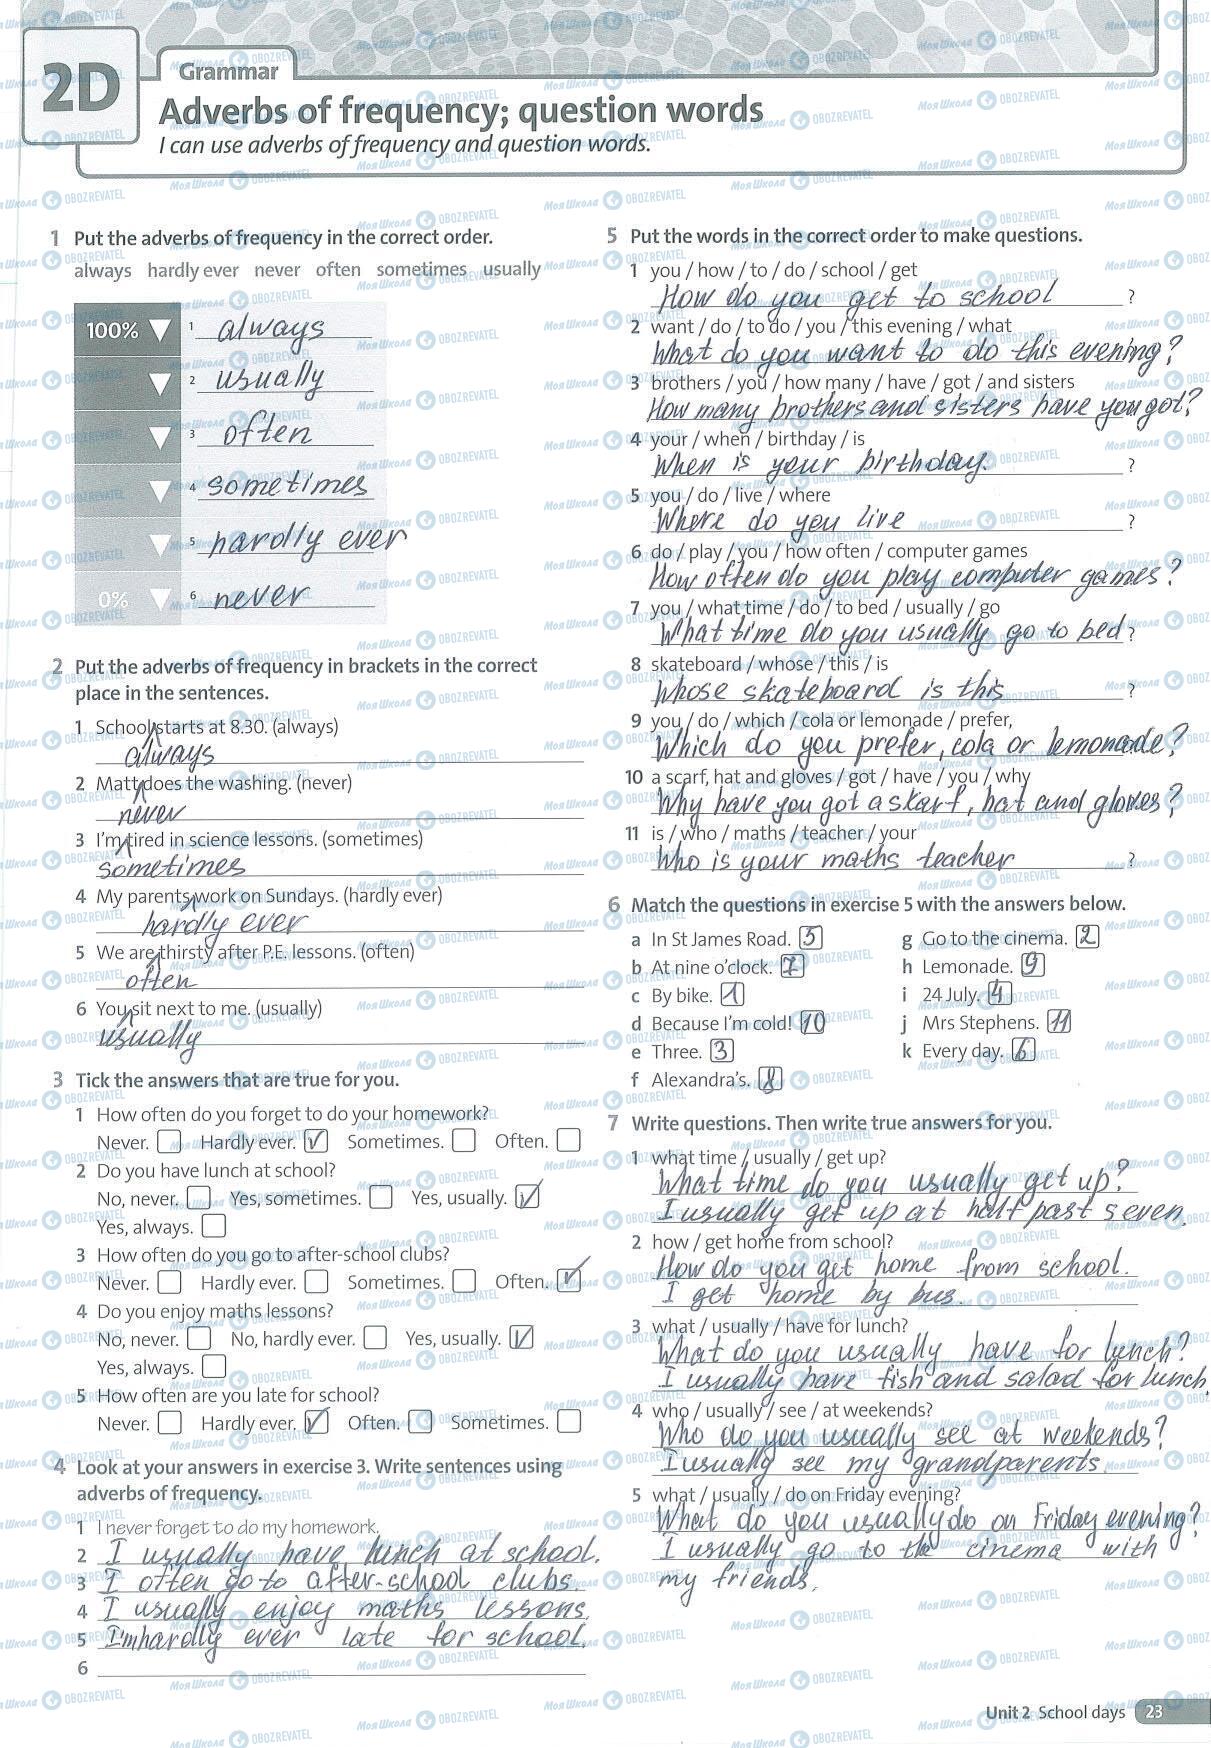 2D
Grammar
Adverbs of frequency; question words
I can use adverbs of frequency and question words.
1 Put the adverbs of frequency in the correct order.
always hardly ever never often sometimes usually
100% 1 always
2 usually
3 often
4 sometimes
5 hardly ever
0% 6 never
2 Put the adverbs of frequency in brackets in the correct
place in the sentences.
1 School starts at 8.30. (always)
always
2 Matt does the washing. (never)
never
3 I'm tired in science lessons. (sometimes)
sometimes
4 My parents work on Sundays. (hardly ever)
hardly ever
5 We are thirsty after P.E. lessons. (often)
often
6 You sit next to me. (usually)
usually
3 Tick the answers that are true for you.
1 How often do you forget to do your homework?
Never. Hardly ever. Sometimes. Often.
2 Do you have lunch at school?
No, never. Yes, sometimes. Yes, usually.
Yes, always.
3 How often do you go to after-school clubs?
Never. Hardly ever. Sometimes. Often.
4 Do you enjoy maths lessons?
No, never. No, hardly ever. Yes, usually.
Yes, always.
5 How often are you late for school?
Never. Hardly ever. Often. Sometimes.
4 Look at your answers in exercise 3. Write sentences using
adverbs of frequency.
1 I never forget to do my homework.
2 I usually have lunch at school.
3 I often go to after-school clubs
4 I usually enjoy maths lessons.
5 I'm hardly ever late for school.
6
5 Put the words in the correct order to make questions.
1 you / how / to / do / school / get
How do you get to school ?
2 want / do / to do / you / this evening / what
What do you want to do this evening?
3 brothers / you / how many / have / got / and sisters
How many brothers and sisters have you got?
4 your / when / birthday / is
When is your birthday. ?
5 you / do / live / where
Where do you live ?
6 do / play / you / how often / computer games
How often do you play computer games?
7 you / what time / do / to bed / usually / go
What time do you usually go to bed ?
8 skateboard / whose / this / is
Whose skateboard is this ?
9 you / do / which / cola or lemonade / prefer,
Which do you prefer, cola or lemonade?
10 a scarf, hat and gloves / got / have / you / why
Why have you got a skarf, hat and gloves?
11 is / who / maths / teacher / your
Who is your maths teacher ?
6 Match the questions in exercise 5 with the answers below.
a In St James Road. 5 g Go to the cinema. 2
b At nine o'clock. 7 h Lemonade. 9
c By bike. 1 i 24 July. 4
d Because I'm cold! 10 j Mrs Stephens. 11
e Three. 3 k Every day. 6
f Alexandra's. 8
7 Write questions. Then write true answers for you.
1 what time / usually / get up?
What time do you usually get up?
I usually get up at half past seven.
2 how / get home from school?
How do you get home from school.
I get home by bus.
3 what / usually / have for lunch?
What do you usually have for lunch?
I usually have fish and salad for lunch.
4 who / usually / see / at weekends?
Who do you usually see at weekends?
I usually see my grandparents.
5 what / usually / do on Friday evening?
What do you usually do on Friday evening?
I usually go to the cinema with
my friends.
Unit 2 School days 23
МояШкола OBOZREVATEL